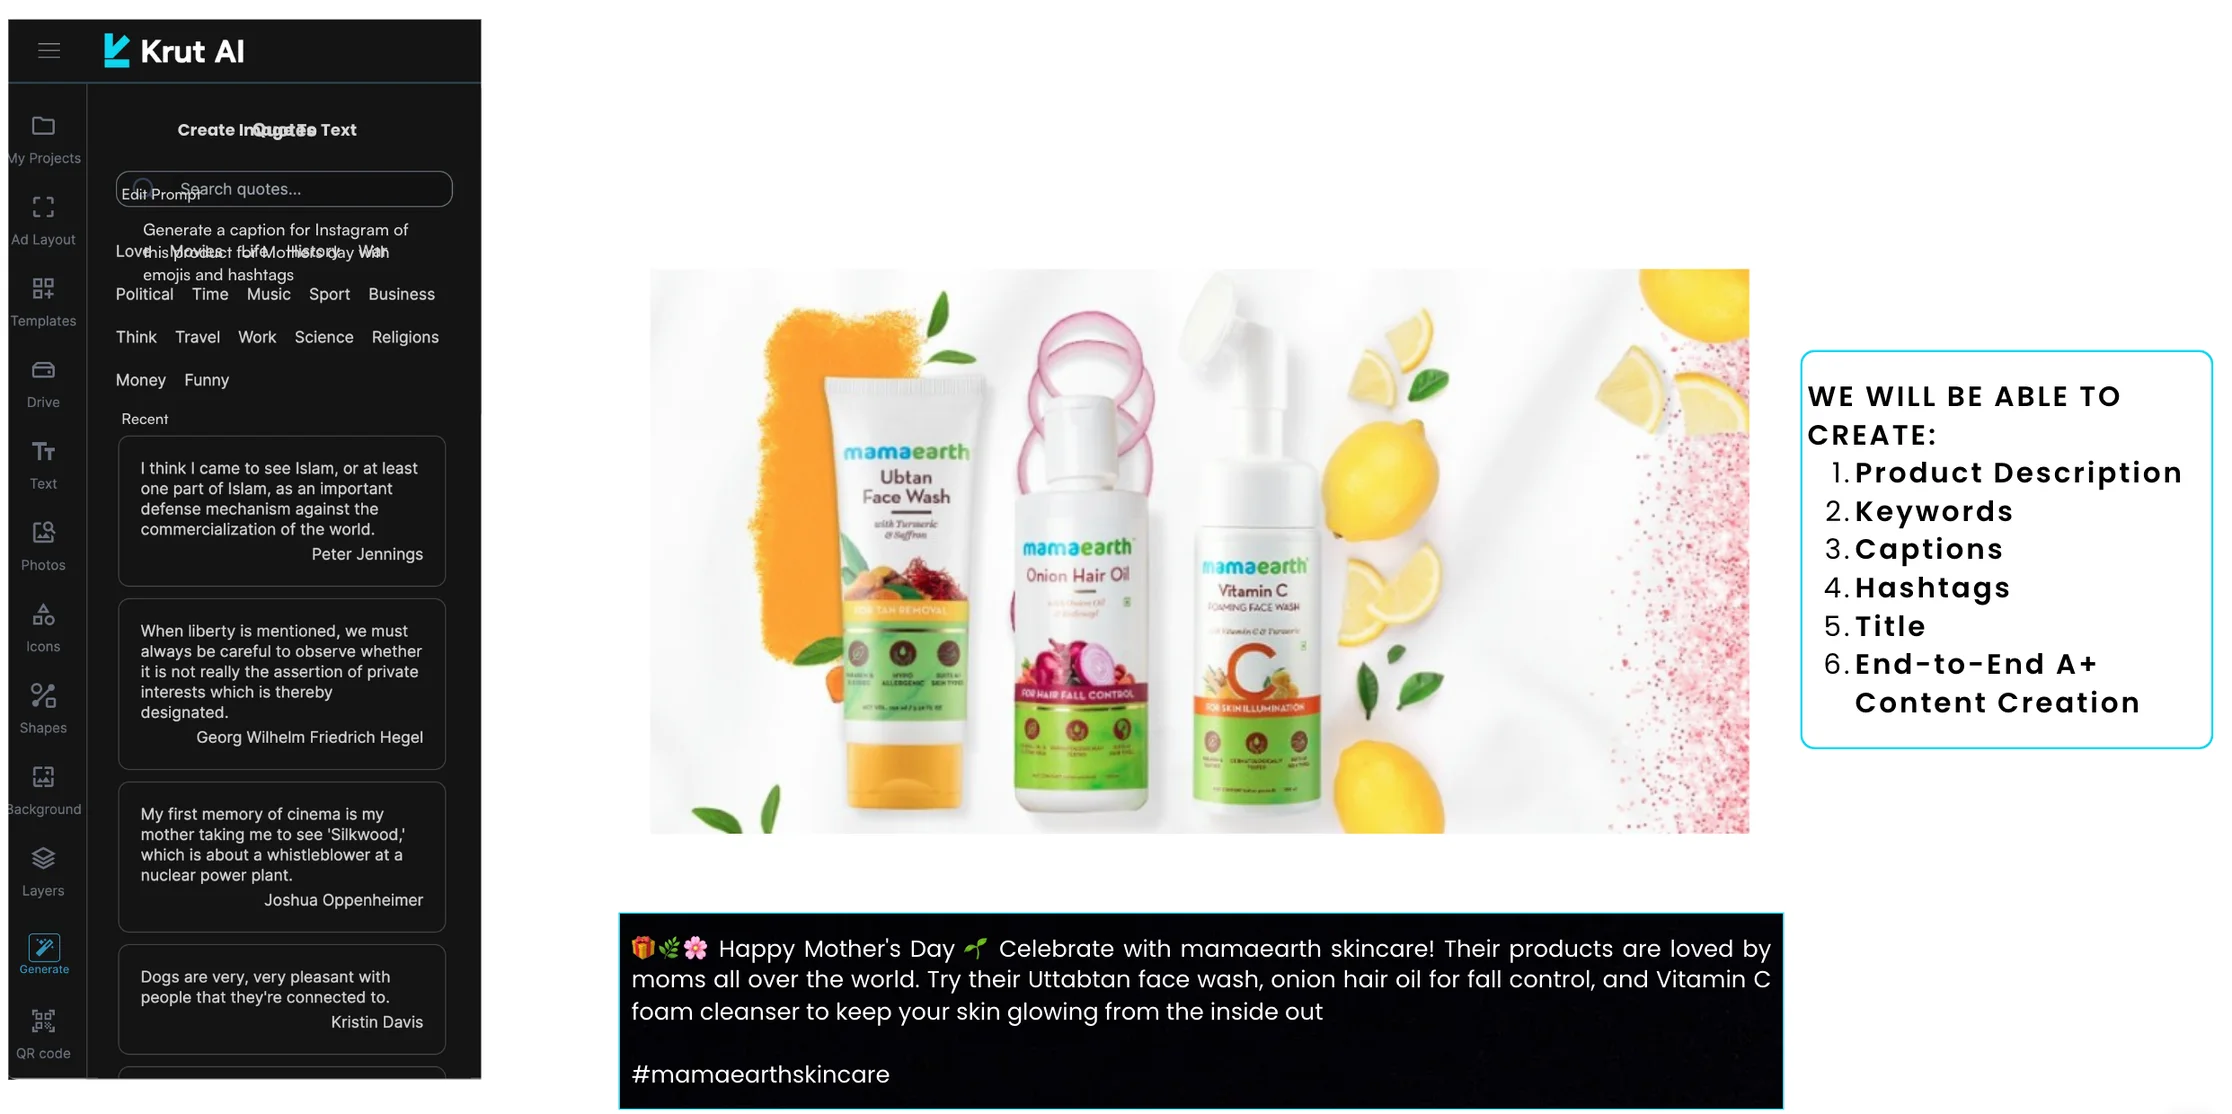 Krut AI
My Projects
Ad Layout
Templates
Drive
Text
Photos
Icons
Shapes
Background
Layers
Generate
QR code
Create Image To Text
Quotes
Search quotes...
Edit Prompt
Generate a caption for Instagram of
this product for Mothers day with
emojis and hashtags
Love Movies Life History War
Political Time Music Sport Business
Think Travel Work Science Religions
Money Funny
Recent
I think I came to see Islam, or at least
one part of Islam, as an important
defense mechanism against the
commercialization of the world.
Peter Jennings
When liberty is mentioned, we must
always be careful to observe whether
it is not really the assertion of private
interests which is thereby
designated.
Georg Wilhelm Friedrich Hegel
My first memory of cinema is my
mother taking me to see 'Silkwood,'
which is about a whistleblower at a
nuclear power plant.
Joshua Oppenheimer
Dogs are very, very pleasant with
people that they're connected to.
Kristin Davis
mamaearth
Ubtan
Face Wash
with Turmeric
& Saffron
FOR TAN REMOVAL
HYPO
ALLERGENIC
SKIN TYPES
mamaearth
Onion Hair Oil
FOR HAIR FALL CONTROL
mamaearth
Vitamin C
FOAMING FACE WASH
with Vitamin C & Turmeric
C
FOR SKIN ILLUMINATION
DERMATOLOGICALLY
TESTED
WE WILL BE ABLE TO
CREATE:
1. Product Description
2. Keywords
3. Captions
4. Hashtags
5. Title
6. End-to-End A+
Content Creation
🎁🌿🌸 Happy Mother's Day 🌱 Celebrate with mamaearth skincare! Their products are loved by
moms all over the world. Try their Uttabtan face wash, onion hair oil for fall control, and Vitamin C
foam cleanser to keep your skin glowing from the inside out
#mamaearthskincare